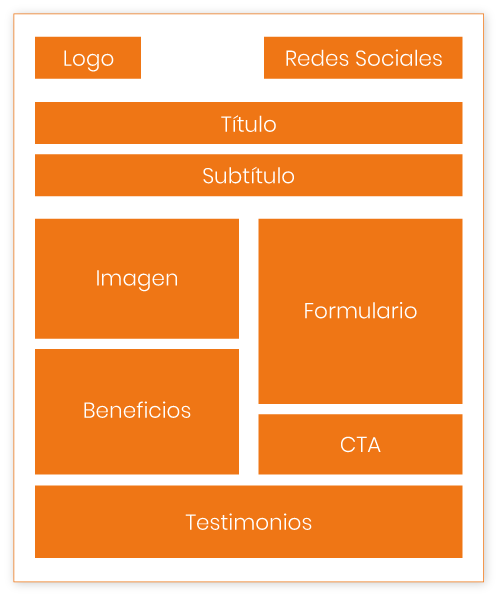 Logo
Redes Sociales
Título
Subtítulo
Imagen
Formulario
Beneficios
CTA
Testimonios